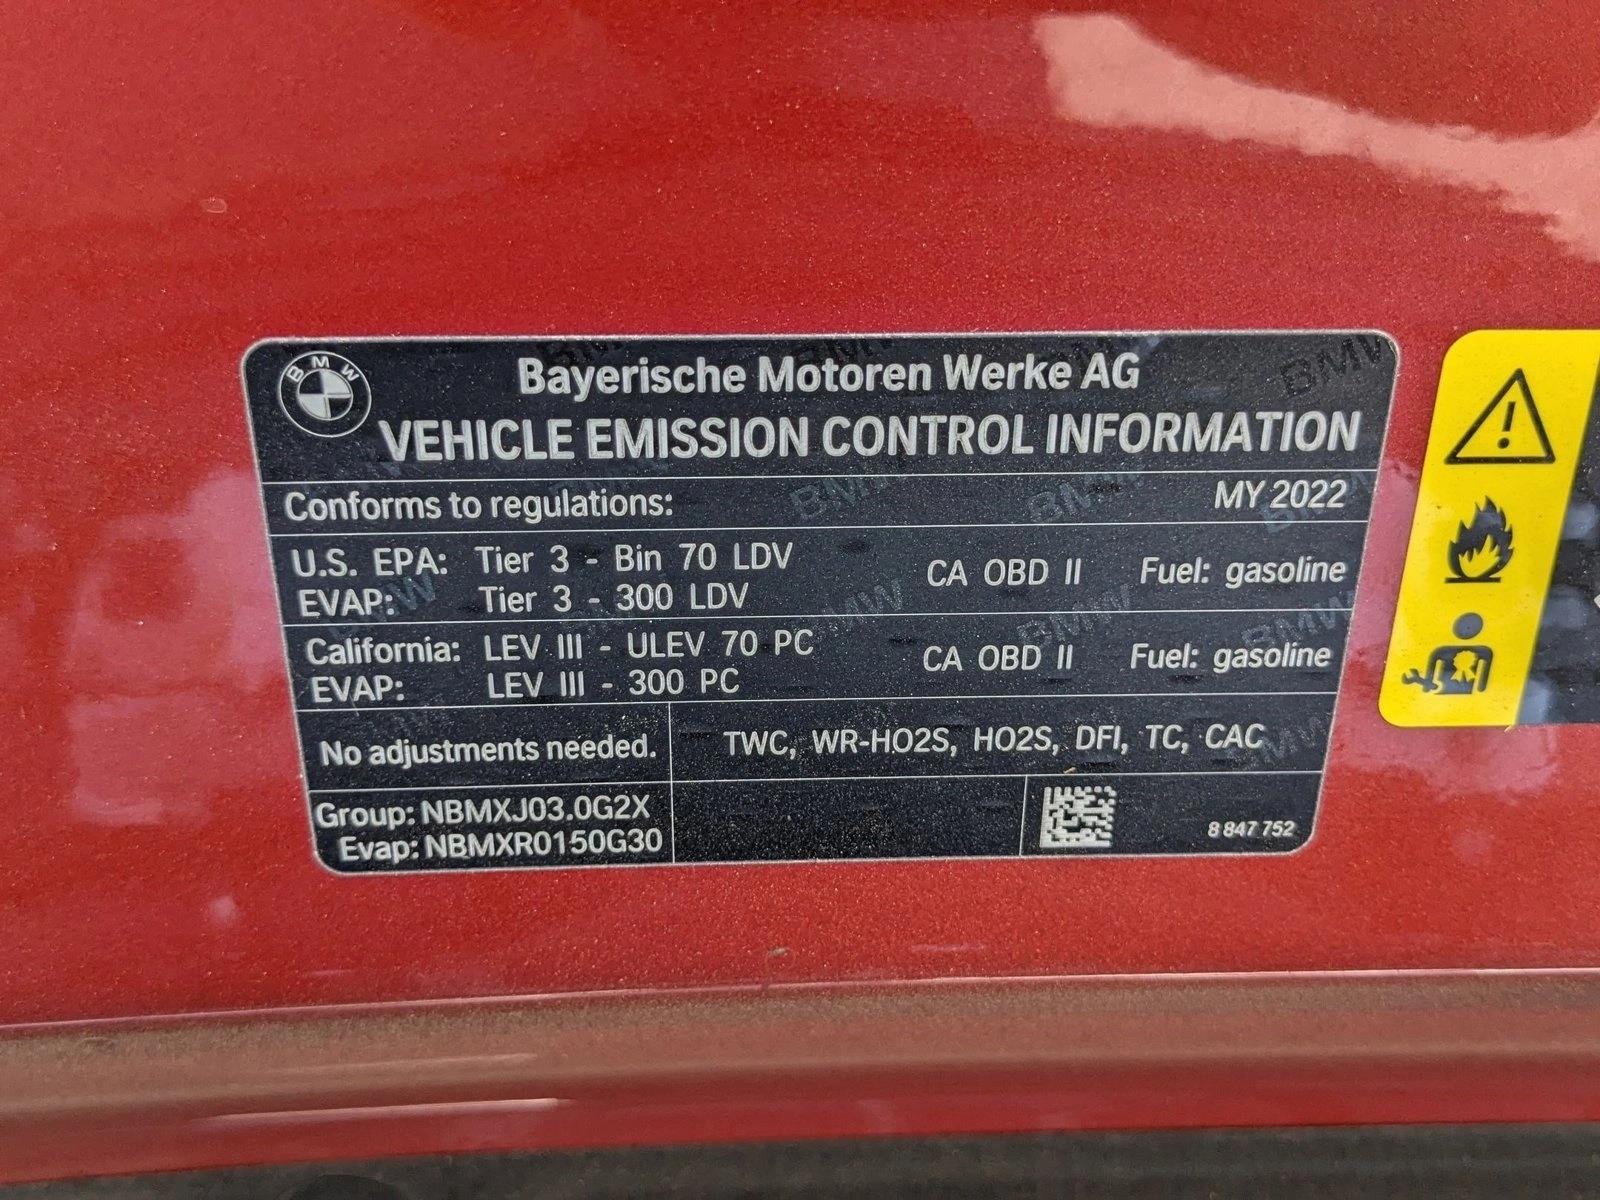 BMW
Bayerische Motoren Werke AG
VEHICLE EMISSION CONTROL INFORMATION
Conforms to regulations: MY 2022
U.S. EPA: Tier 3 - Bin 70 LDV CA OBD II Fuel: gasoline
EVAP: Tier 3 - 300 LDV
California: LEV III - ULEV 70 PC CA OBD II Fuel: gasoline
EVAP: LEV III - 300 PC
No adjustments needed. TWC, WR-HO2S, HO2S, DFI, TC, CAC
Group: NBMXJ03.0G2X
Evap: NBMXR0150G30
8 847 752